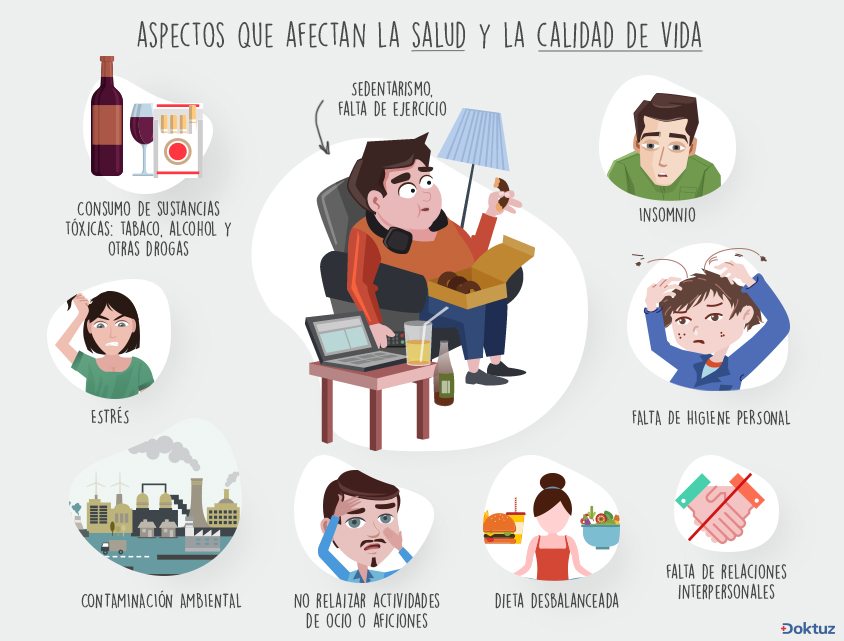 ASPECTOS QUE AFECTAN LA SALUD Y LA CALIDAD DE VIDA
SEDENTARISMO,
FALTA DE EJERCICIO
CONSUMO DE SUSTANCIAS
TÓXICAS: TABACO, ALCOHOL Y
OTRAS DROGAS
INSOMNIO
ESTRÉS
FALTA DE HIGIENE PERSONAL
CONTAMINACIÓN AMBIENTAL
NO RELAIZAR ACTIVIDADES
DE OCIO O AFICIONES
DIETA DESBALANCEADA
FALTA DE RELACIONES
INTERPERSONALES
Doktuz